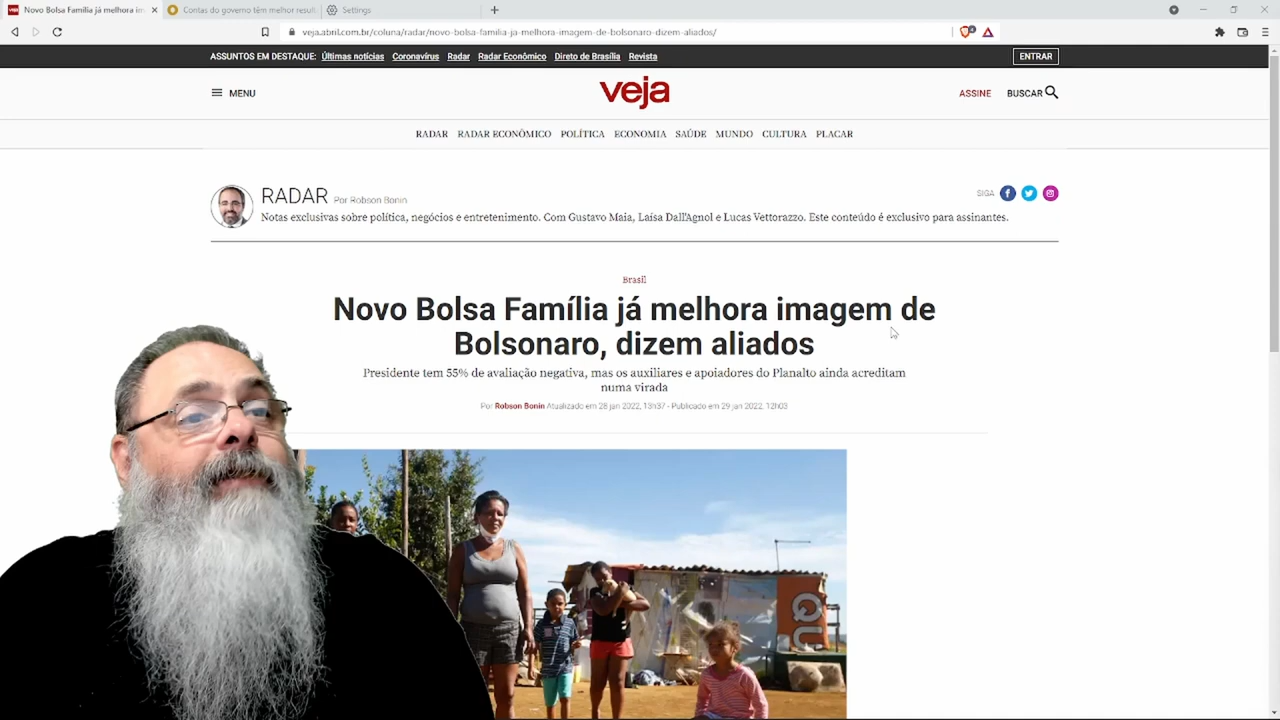 Novo Bolsa Família já melhora im
Contas do governo têm melhor result
Settings
veja.abril.com.br/coluna/radar/novo-bolsa-familia-ja-melhora-imagem-de-bolsonaro-dizem-aliados/
ASSUNTOS EM DESTAQUE: Últimas notícias Coronavírus Radar Radar Econômico Direto de Brasília Revista ENTRAR
MENU veja ASSINE BUSCAR
RADAR RADAR ECONÔMICO POLÍTICA ECONOMIA SAÚDE MUNDO CULTURA PLACAR
RADAR Por Robson Bonin SIGA
Notas exclusivas sobre política, negócios e entretenimento. Com Gustavo Maia, Laísa Dall'Agnol e Lucas Vettorazzo. Este conteúdo é exclusivo para assinantes.
Brasil
Novo Bolsa Família já melhora imagem de
Bolsonaro, dizem aliados
Presidente tem 55% de avaliação negativa, mas os auxiliares e apoiadores do Planalto ainda acreditam
numa virada
Por Robson Bonin Atualizado em 28 jan 2022, 13h37 - Publicado em 29 jan 2022, 12h03
QU